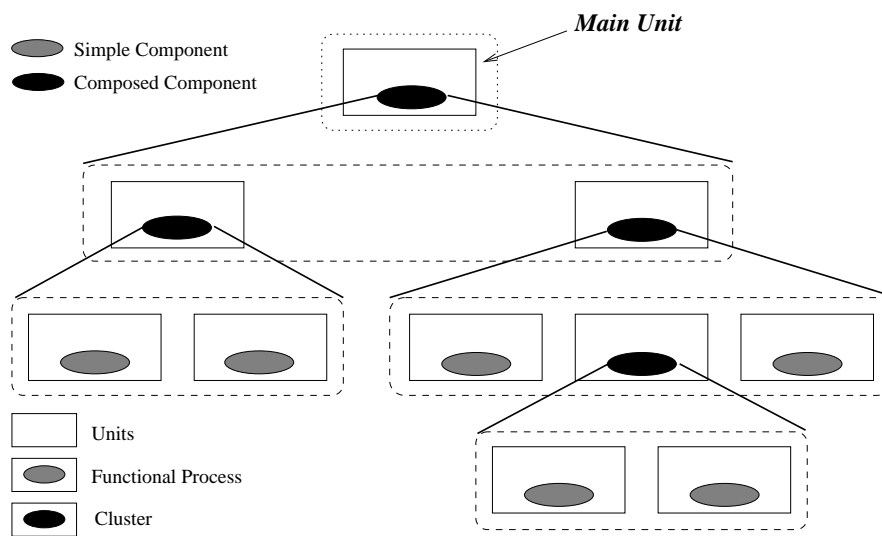 Main Unit
Simple Component
Composed Component
Units
Functional Process
Cluster